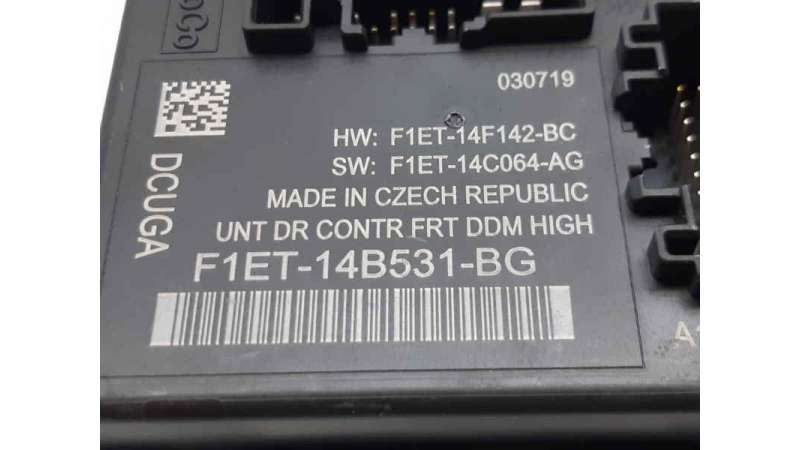 030719
HW: F1ET-14F142-BC
SW: F1ET-14C064-AG
MADE IN CZECH REPUBLIC
UNT DR CONTR FRT DDM HIGH
F1ET-14B531-BG
DCUGA